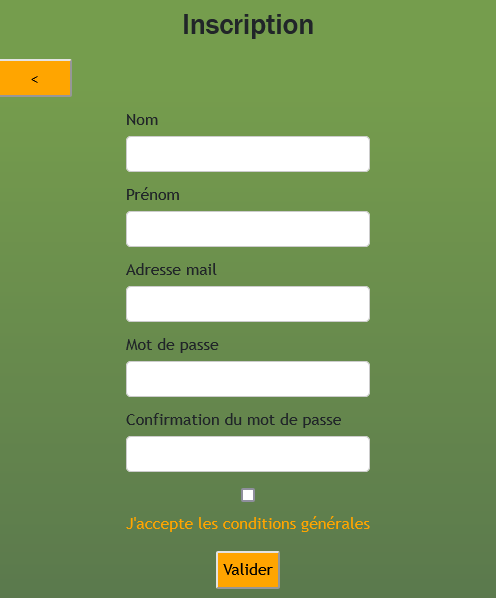 Inscription
<
Nom
Prénom
Adresse mail
Mot de passe
Confirmation du mot de passe
J'accepte les conditions générales
Valider